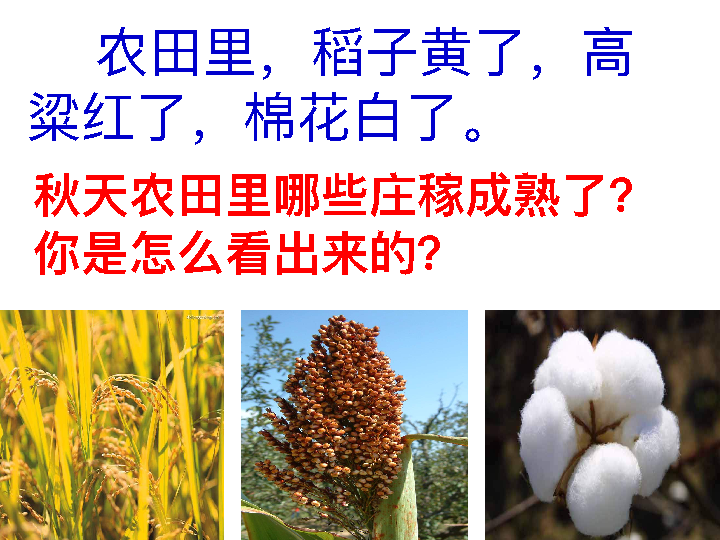 农田里，稻子黄了，高
粱红了，棉花白了。
秋天农田里哪些庄稼成熟了？
你是怎么看出来的？